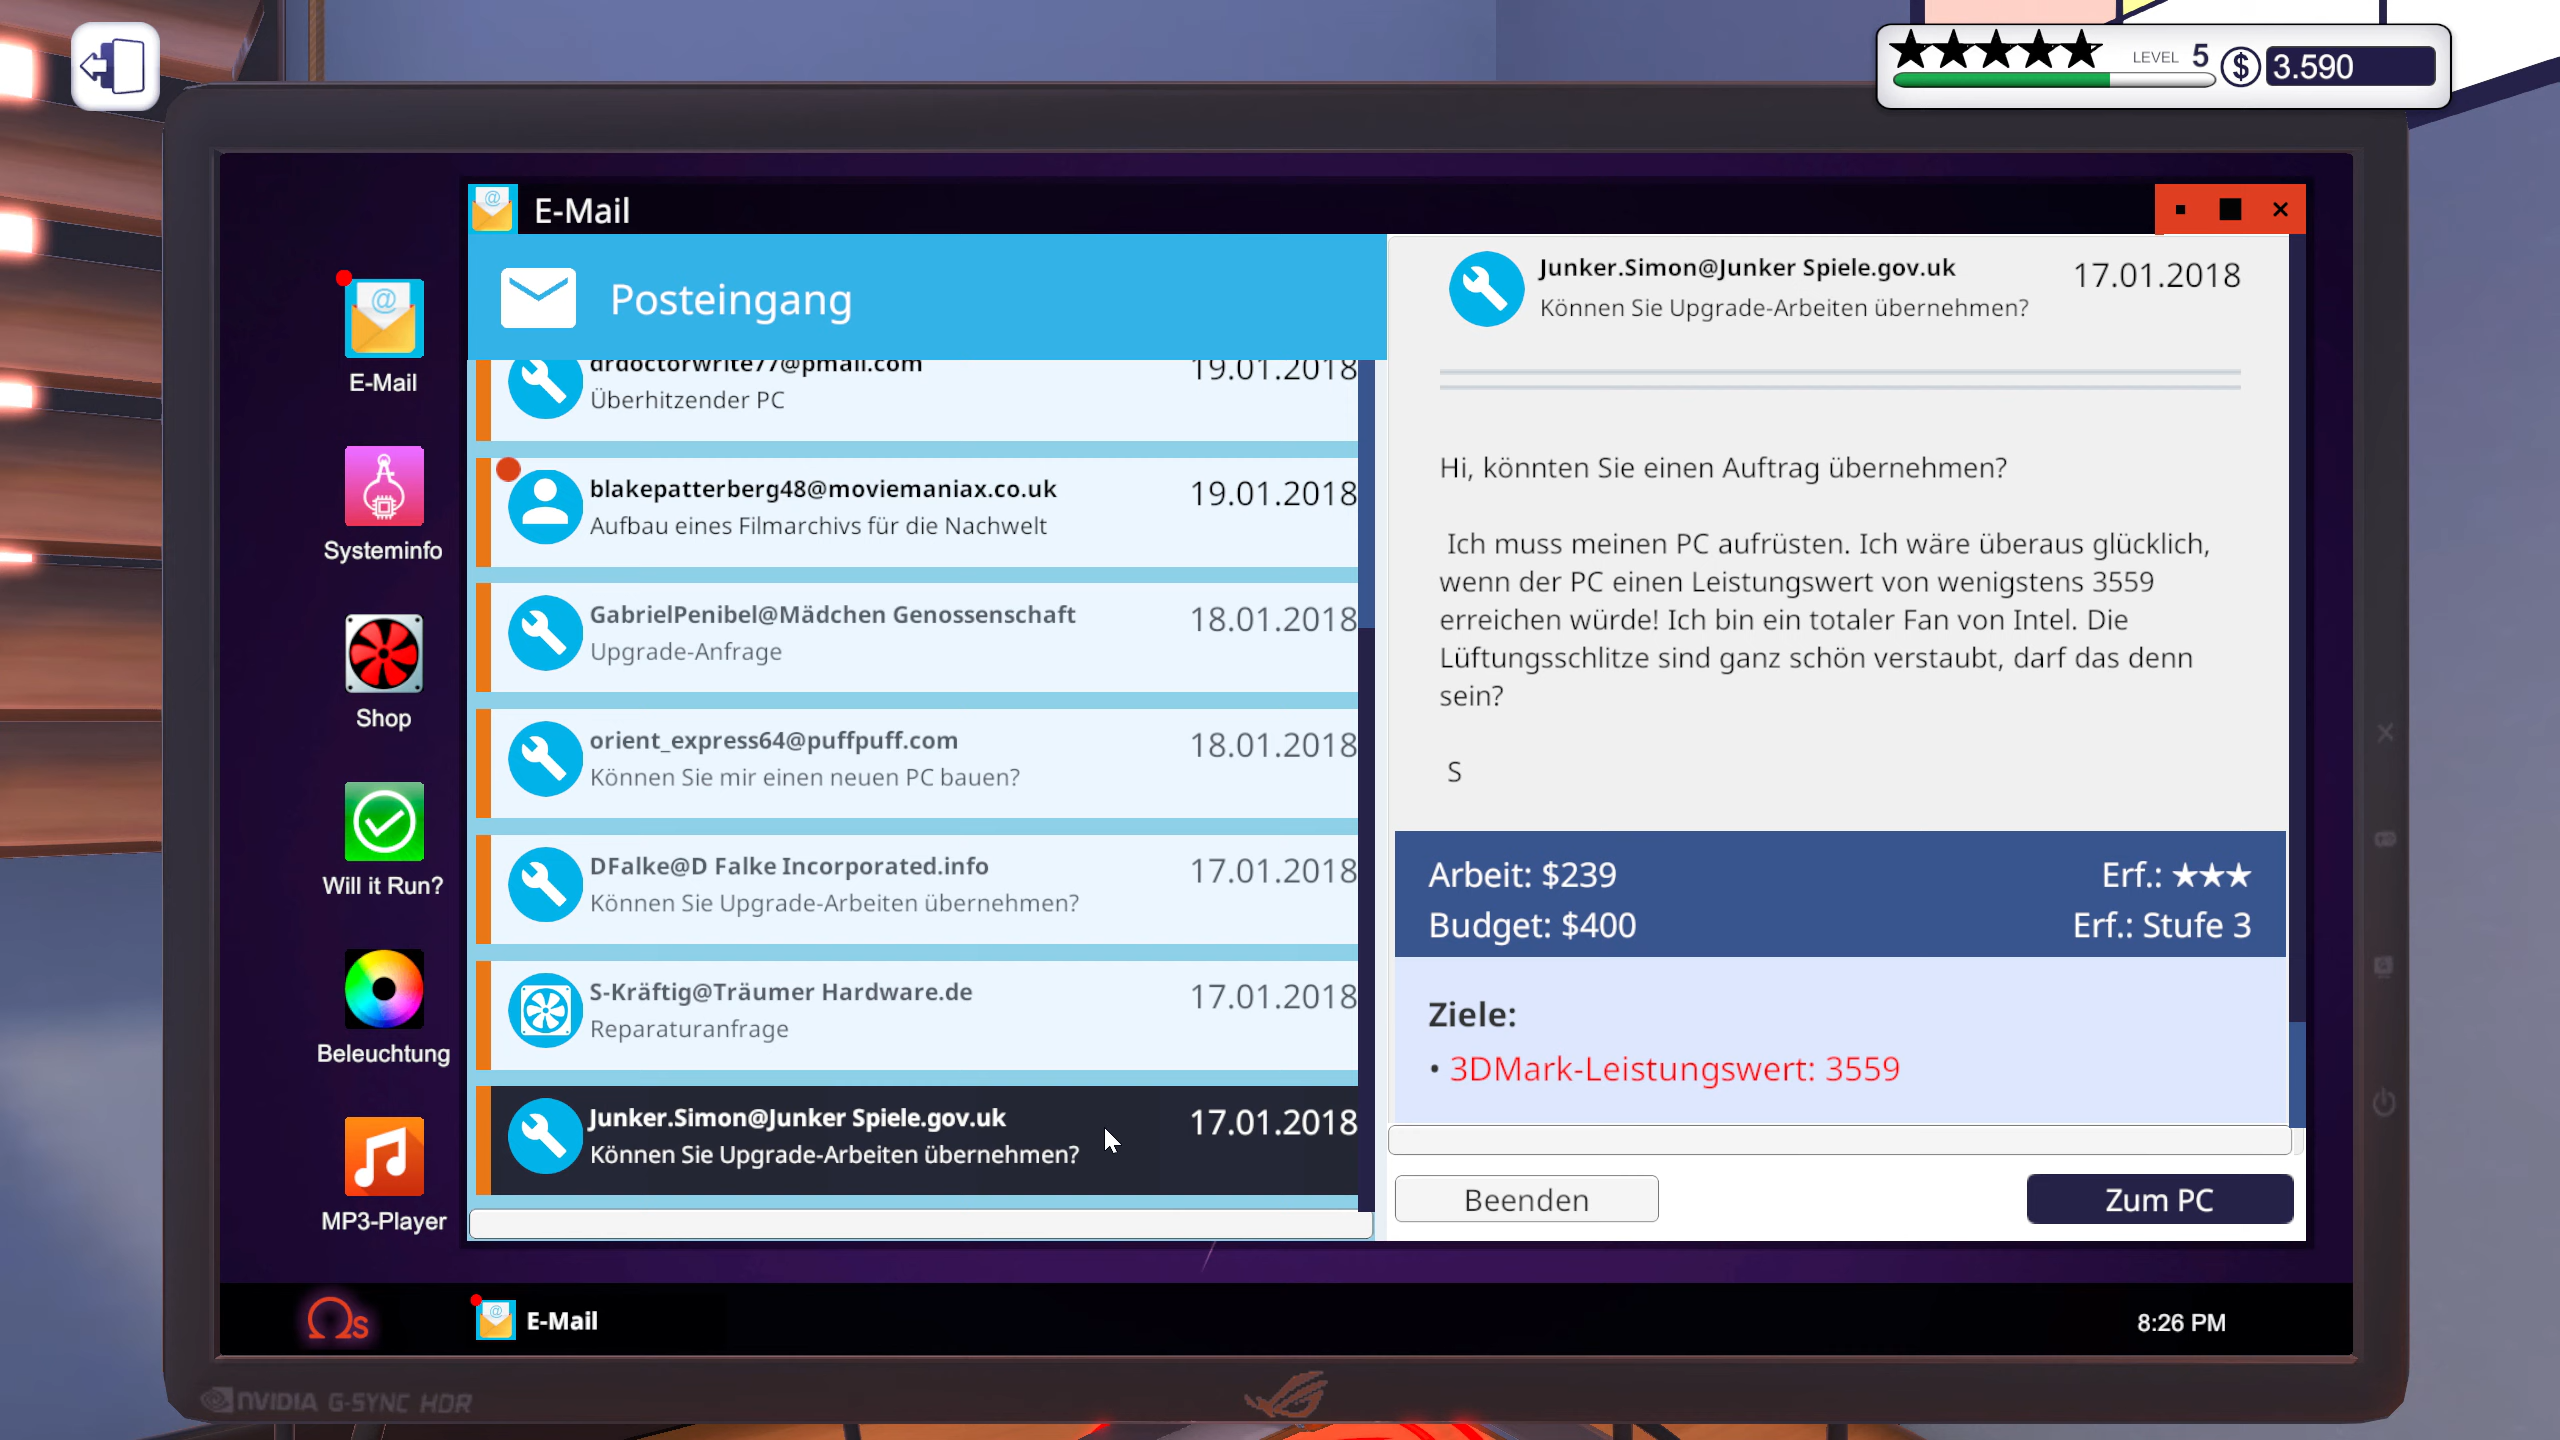 LEVEL 5
3.590
E-Mail
Posteingang
drdoctorwrite77@pmail.com
19.01.2018
Überhitzender PC
blakepatterberg48@moviemaniax.co.uk
19.01.2018
Aufbau eines Filmarchivs für die Nachwelt
GabrielPenibel@Mädchen Genossenschaft
18.01.2018
Upgrade-Anfrage
orient_express64@puffpuff.com
18.01.2018
Können Sie mir einen neuen PC bauen?
DFalke@D Falke Incorporated.info
17.01.2018
Können Sie Upgrade-Arbeiten übernehmen?
S-Kräftig@Träumer Hardware.de
17.01.2018
Reparaturanfrage
Junker.Simon@Junker Spiele.gov.uk
17.01.2018
Können Sie Upgrade-Arbeiten übernehmen?
Junker.Simon@Junker Spiele.gov.uk
17.01.2018
Können Sie Upgrade-Arbeiten übernehmen?
Hi, könnten Sie einen Auftrag übernehmen?
Ich muss meinen PC aufrüsten. Ich wäre überaus glücklich,
wenn der PC einen Leistungswert von wenigstens 3559
erreichen würde! Ich bin ein totaler Fan von Intel. Die
Lüftungsschlitze sind ganz schön verstaubt, darf das denn
sein?
S
Arbeit: $239
Erf.: ★★★
Budget: $400
Erf.: Stufe 3
Ziele:
• 3DMark-Leistungswert: 3559
Beenden
Zum PC
E-Mail
Systeminfo
Shop
Will it Run?
Beleuchtung
MP3-Player
Ωs
E-Mail
8:26 PM
NVIDIA G-SYNC HDR